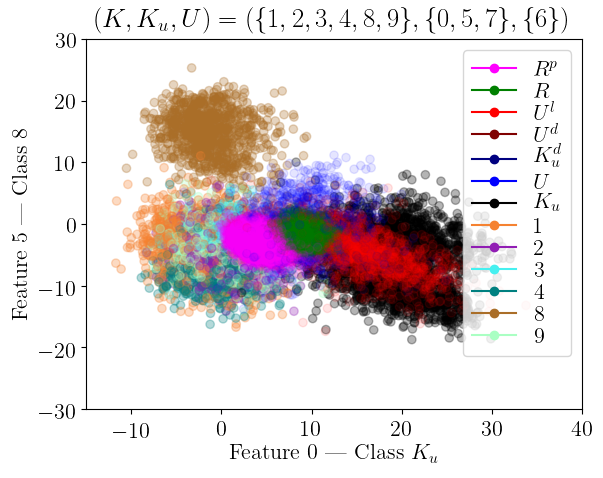 (K, K_u, U) = ({1, 2, 3, 4, 8, 9}, {0, 5, 7}, {6})
30
20
10
0
−10
−20
−30
Feature 5 — Class 8
R^p
R
U^l
U^d
K_u^d
U
K_u
1
2
3
4
8
9
−10
0
10
20
30
40
Feature 0 — Class K_u